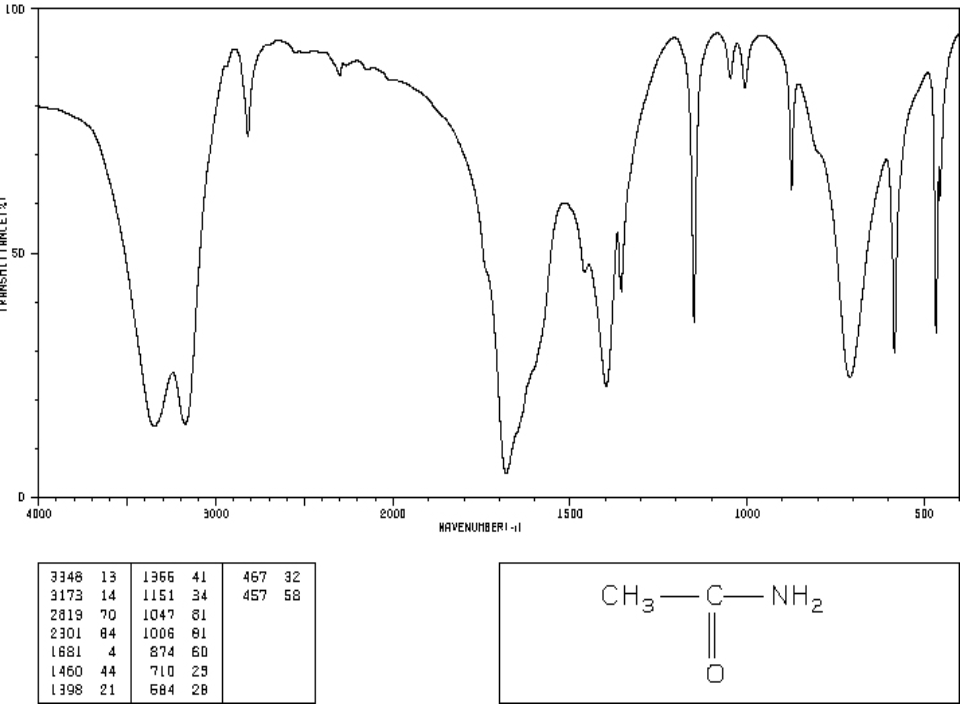 100
50
0
TRANSMITTANCE(%)
4000 3000 2000 1500 1000 500
WAVENUMBER(-1)
3348 13 1356 41 467 32
3173 14 1151 34 457 58
2819 70 1047 81
2301 84 1006 81
1681 4 874 60
1460 44 710 23
1398 21 584 28
CH3 C NH2
O